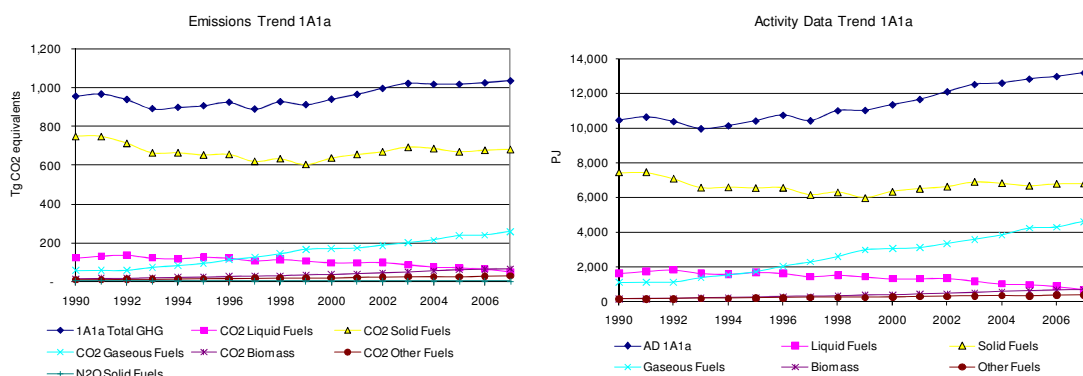 Emissions Trend 1A1a
1,200
1,000
800
600
400
200
-
Tg CO2 equivalents
1990 1992 1994 1996 1998 2000 2002 2004 2006
1A1a Total GHG CO2 Liquid Fuels CO2 Solid Fuels
CO2 Gaseous Fuels CO2 Biomass CO2 Other Fuels
N2O Solid Fuels
Activity Data Trend 1A1a
14,000
12,000
10,000
8,000
6,000
4,000
2,000
0
PJ
1990 1992 1994 1996 1998 2000 2002 2004 2006
AD 1A1a Liquid Fuels Solid Fuels
Gaseous Fuels Biomass Other Fuels